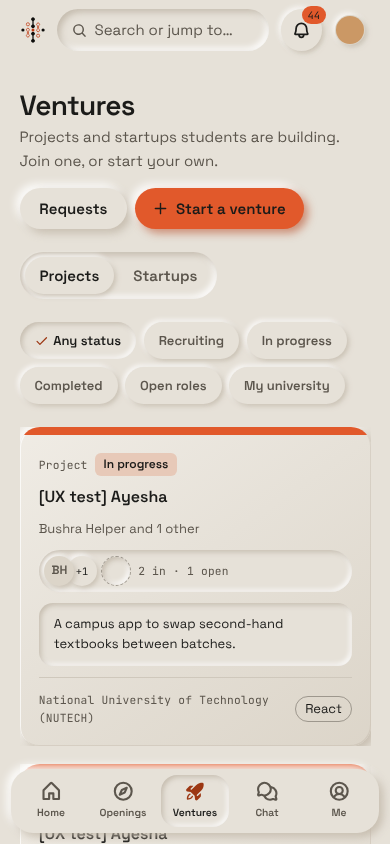 Search or jump to...
44
Ventures
Projects and startups students are building.
Join one, or start your own.
Requests
+ Start a venture
Projects
Startups
Any status
Recruiting
In progress
Completed
Open roles
My university
Project
In progress
[UX test] Ayesha
Bushra Helper and 1 other
BH
+1
2 in · 1 open
A campus app to swap second-hand
textbooks between batches.
National University of Technology
(NUTECH)
React
Home
Openings
Ventures
Chat
Me
[UX test] Ayesha